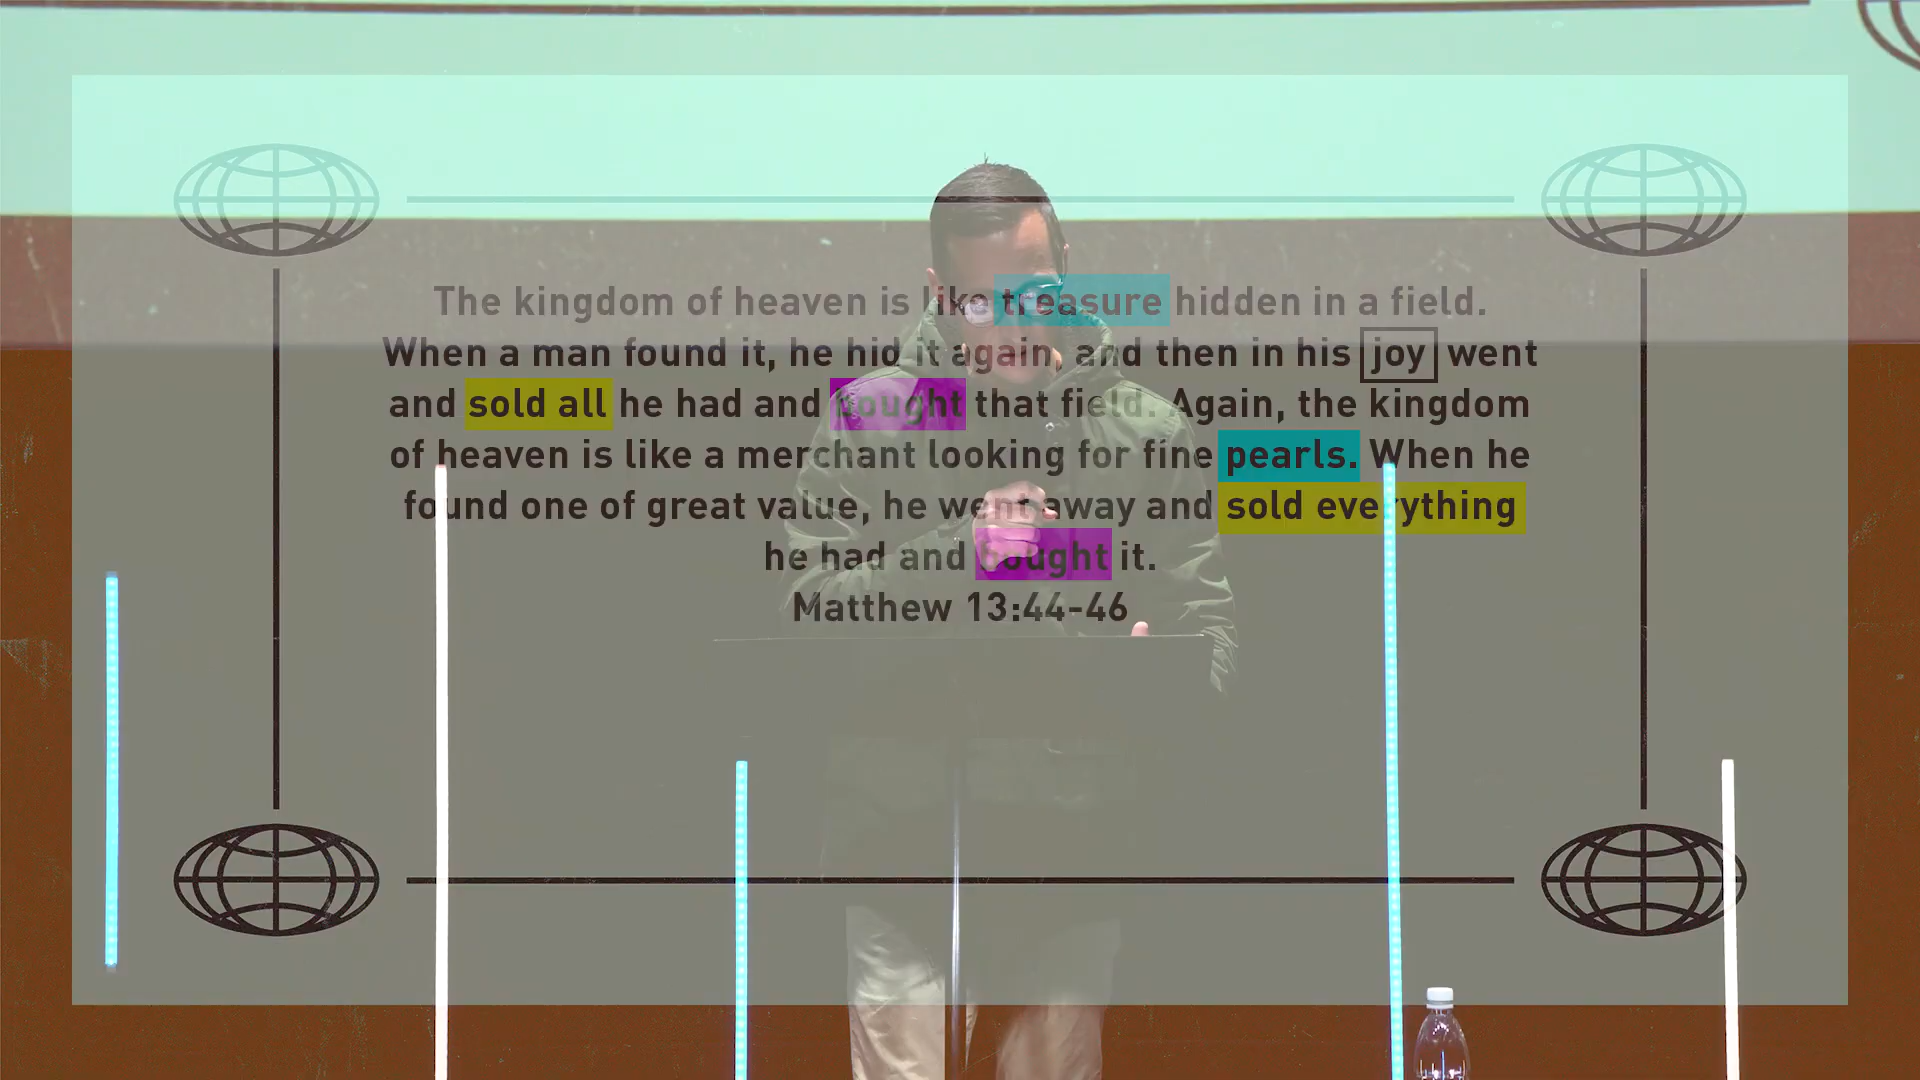 The kingdom of heaven is like treasure hidden in a field.
When a man found it, he hid it again, and then in his joy went
and sold all he had and bought that field. Again, the kingdom
of heaven is like a merchant looking for fine pearls. When he
found one of great value, he went away and sold everything
he had and bought it.
Matthew 13:44-46